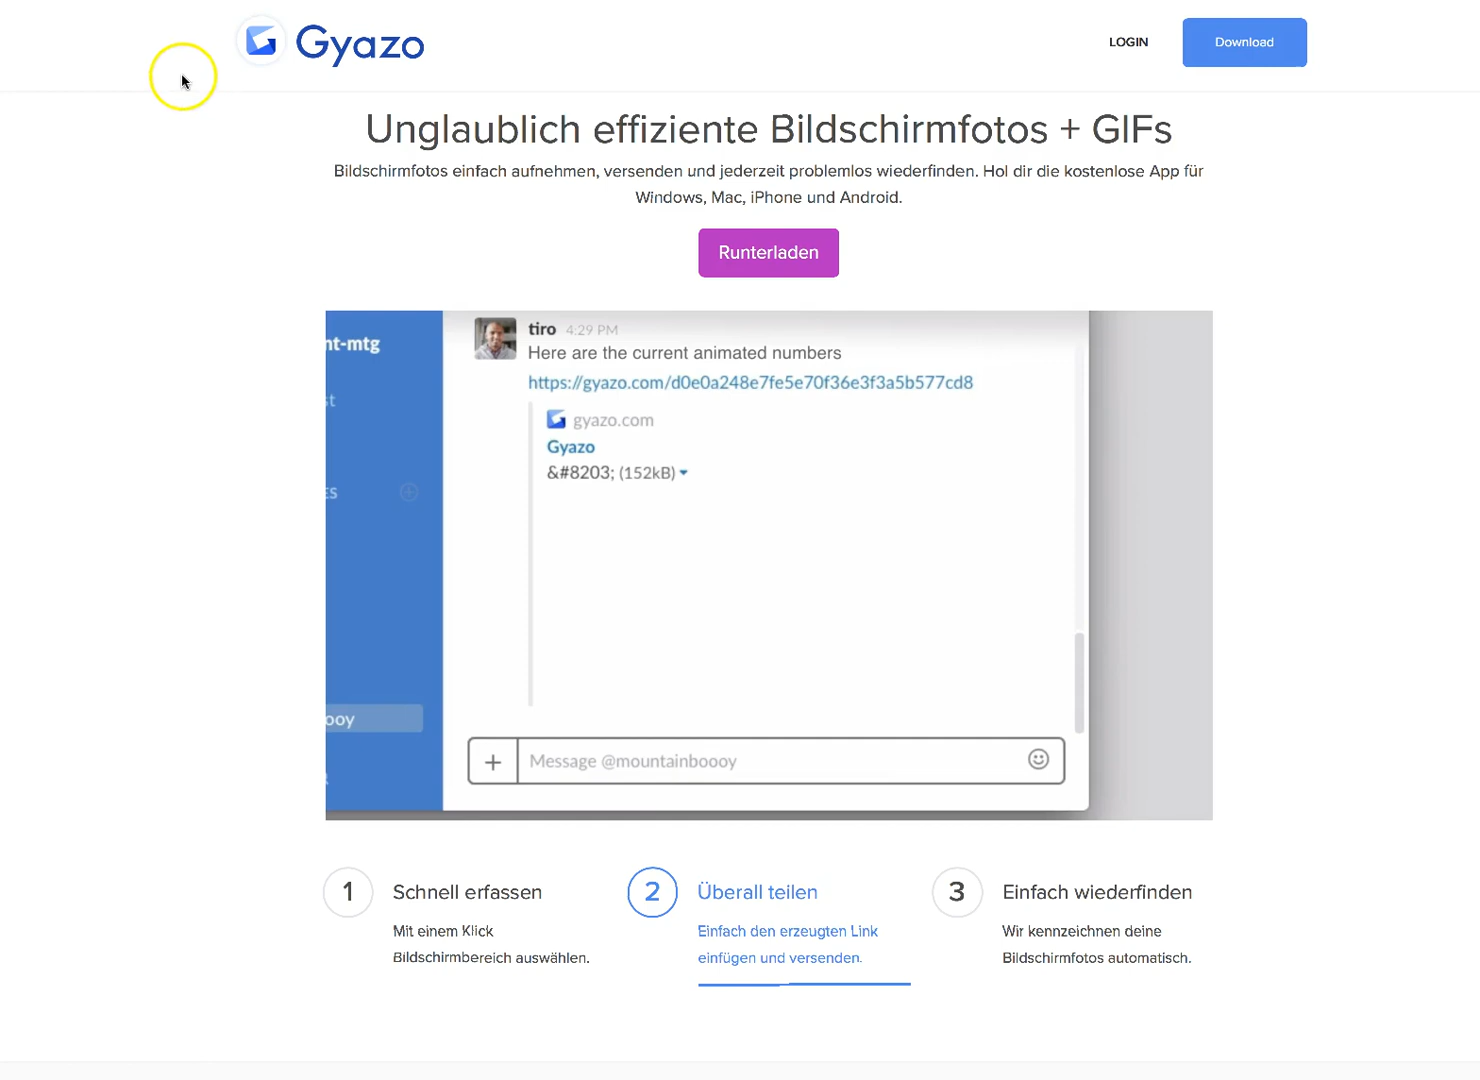 Gyazo
LOGIN
Download
Unglaublich effiziente Bildschirmfotos + GIFs
Bildschirmfotos einfach aufnehmen, versenden und jederzeit problemlos wiederfinden. Hol dir die kostenlose App für
Windows, Mac, iPhone und Android.
Runterladen
nt-mtg
tiro 4:29 PM
Here are the current animated numbers
https://gyazo.com/d0e0a248e7fe5e70f36e3f3a5b577cd8
gyazo.com
Gyazo
&#8203; (152kB)
ooy
Message @mountainboooy
1 Schnell erfassen
Mit einem Klick
Bildschirmbereich auswählen.
2 Überall teilen
Einfach den erzeugten Link
einfügen und versenden.
3 Einfach wiederfinden
Wir kennzeichnen deine
Bildschirmfotos automatisch.